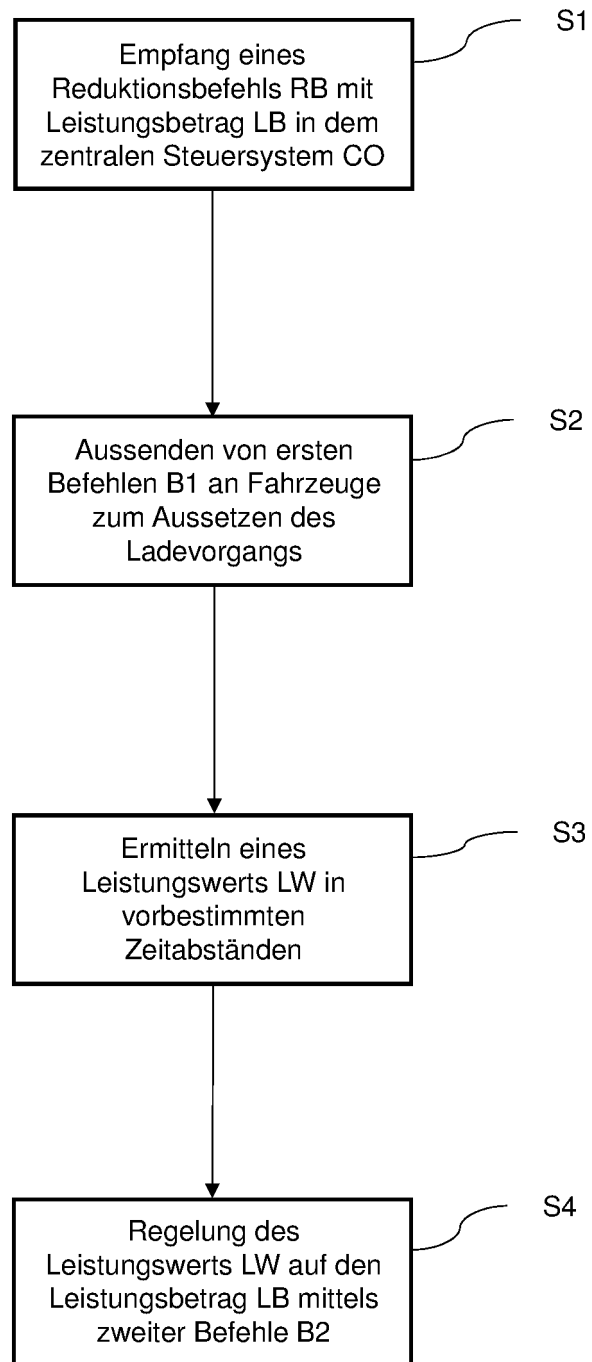 S1
Empfang eines
Reduktionsbefehls RB mit
Leistungsbetrag LB in dem
zentralen Steuersystem CO
S2
Aussenden von ersten
Befehlen B1 an Fahrzeuge
zum Aussetzen des
Ladevorgangs
S3
Ermitteln eines
Leistungswerts LW in
vorbestimmten
Zeitabständen
S4
Regelung des
Leistungswerts LW auf den
Leistungsbetrag LB mittels
zweiter Befehle B2